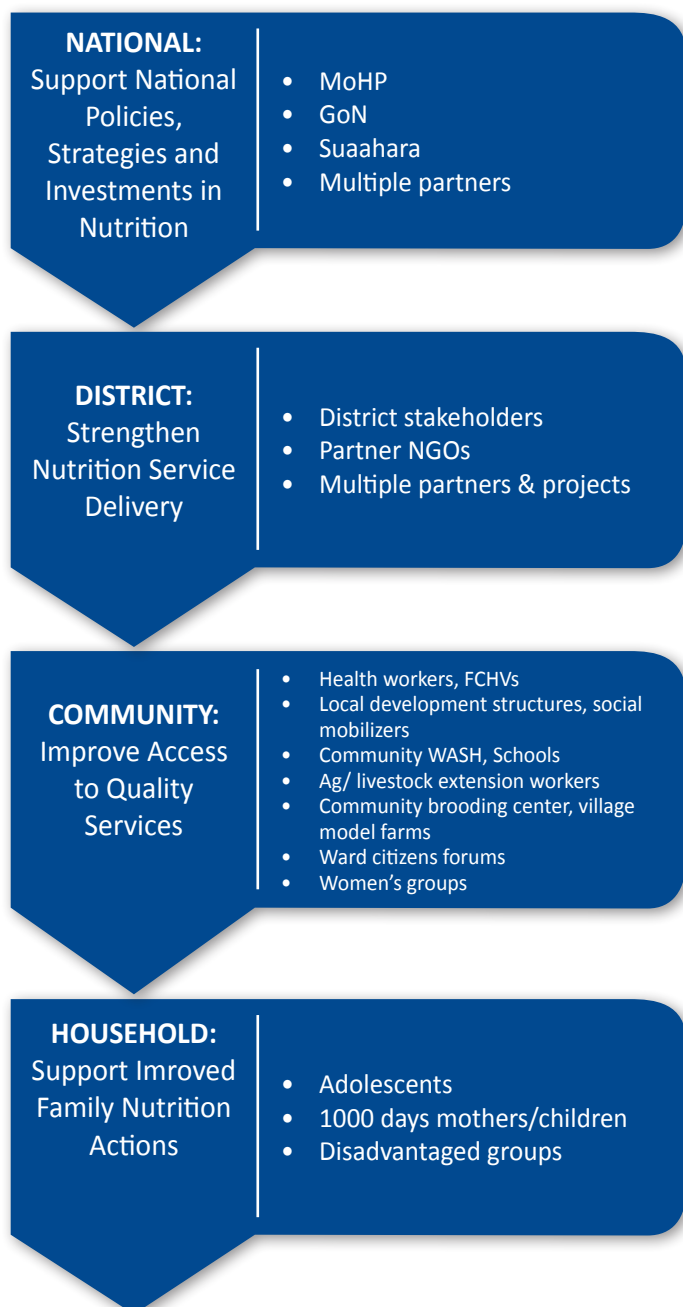 NATIONAL:
Support National
Policies,
Strategies and
Investments in
Nutrition
• MoHP
• GoN
• Suaahara
• Multiple partners
DISTRICT:
Strengthen
Nutrition Service
Delivery
• District stakeholders
• Partner NGOs
• Multiple partners & projects
COMMUNITY:
Improve Access
to Quality
Services
• Health workers, FCHVs
• Local development structures, social
mobilizers
• Community WASH, Schools
• Ag/ livestock extension workers
• Community brooding center, village
model farms
• Ward citizens forums
• Women’s groups
HOUSEHOLD:
Support Imroved
Family Nutrition
Actions
• Adolescents
• 1000 days mothers/children
• Disadvantaged groups